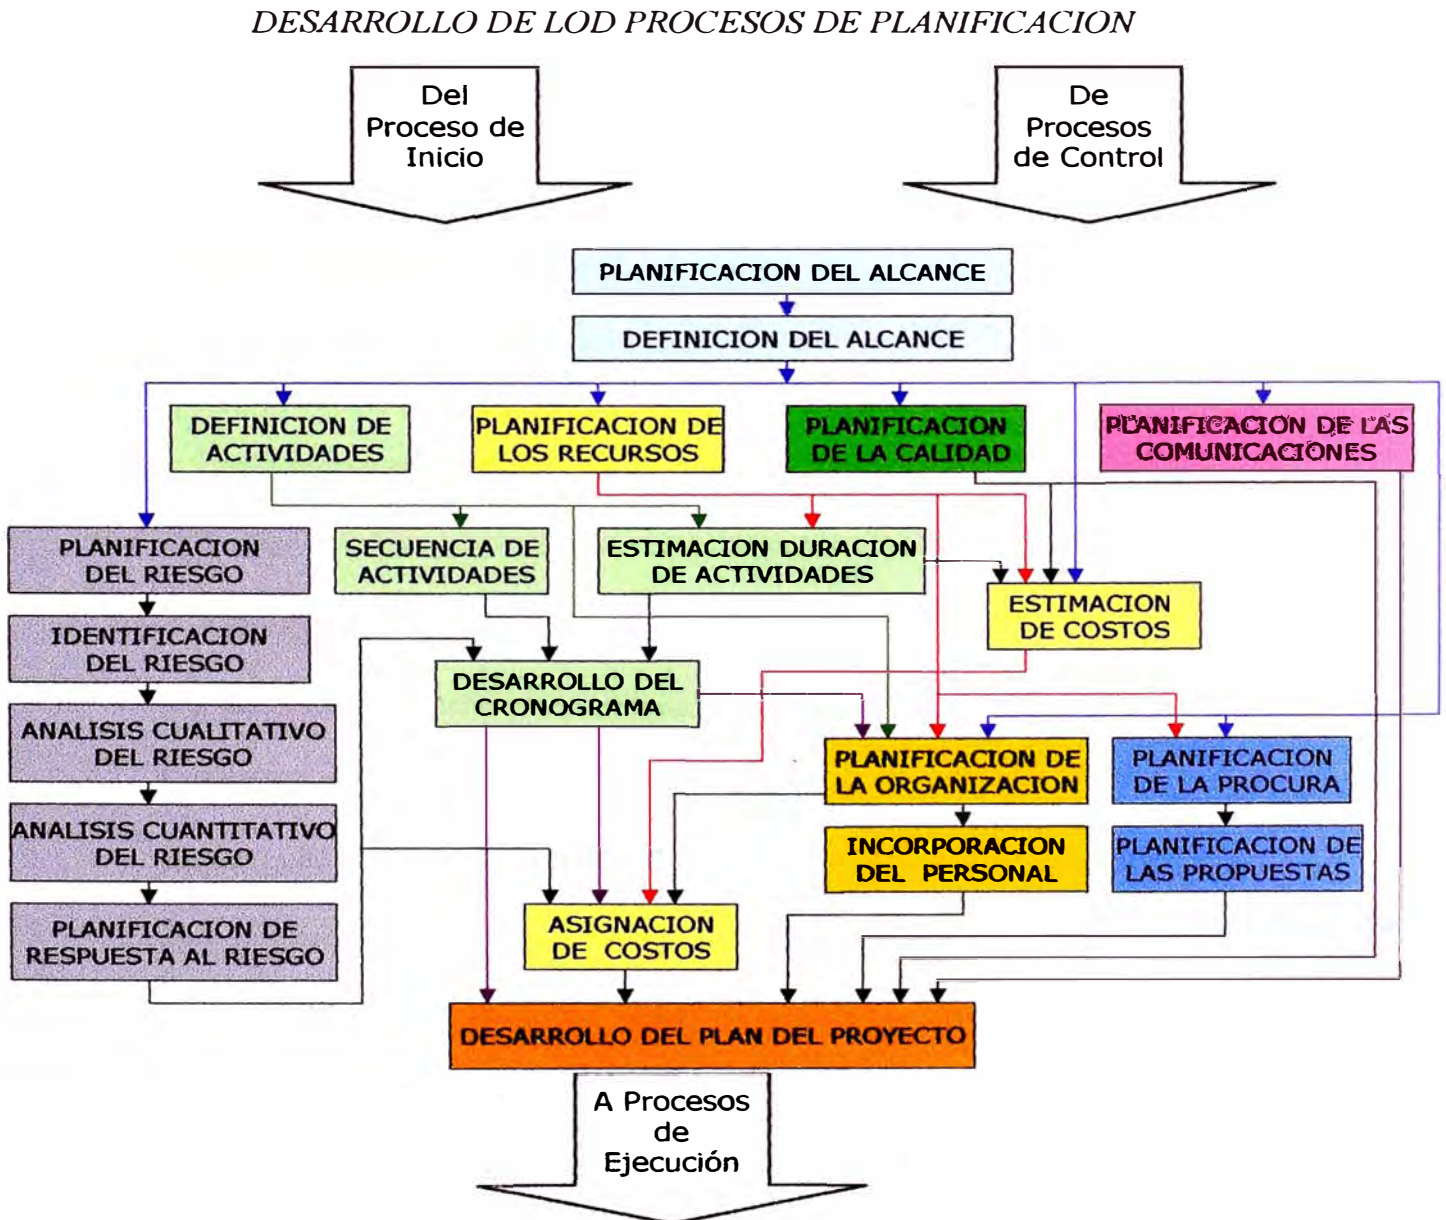 DESARROLLO DE LOD PROCESOS DE PLANIFICACION
Del
Proceso de
Inicio
De
Procesos
de Control
PLANIFICACION DEL ALCANCE
DEFINICION DEL ALCANCE
DEFINICION DE
ACTIVIDADES
PLANIFICACION DE
LOS RECURSOS
PLANIFICACION
DE LA CALIDAD
PLANIFICACION DE LAS
COMUNICACIONES
PLANIFICACION
DEL RIESGO
SECUENCIA DE
ACTIVIDADES
ESTIMACION DURACION
DE ACTIVIDADES
ESTIMACION
DE COSTOS
IDENTIFICACION
DEL RIESGO
DESARROLLO DEL
CRONOGRAMA
ANALISIS CUALITATIVO
DEL RIESGO
PLANIFICACION DE
LA ORGANIZACION
PLANIFICACION
DE LA PROCURA
ANALISIS CUANTITATIVO
DEL RIESGO
INCORPORACION
DEL PERSONAL
PLANIFICACION DE
LAS PROPUESTAS
PLANIFICACION DE
RESPUESTA AL RIESGO
ASIGNACION
DE COSTOS
DESARROLLO DEL PLAN DEL PROYECTO
A Procesos
de
Ejecución